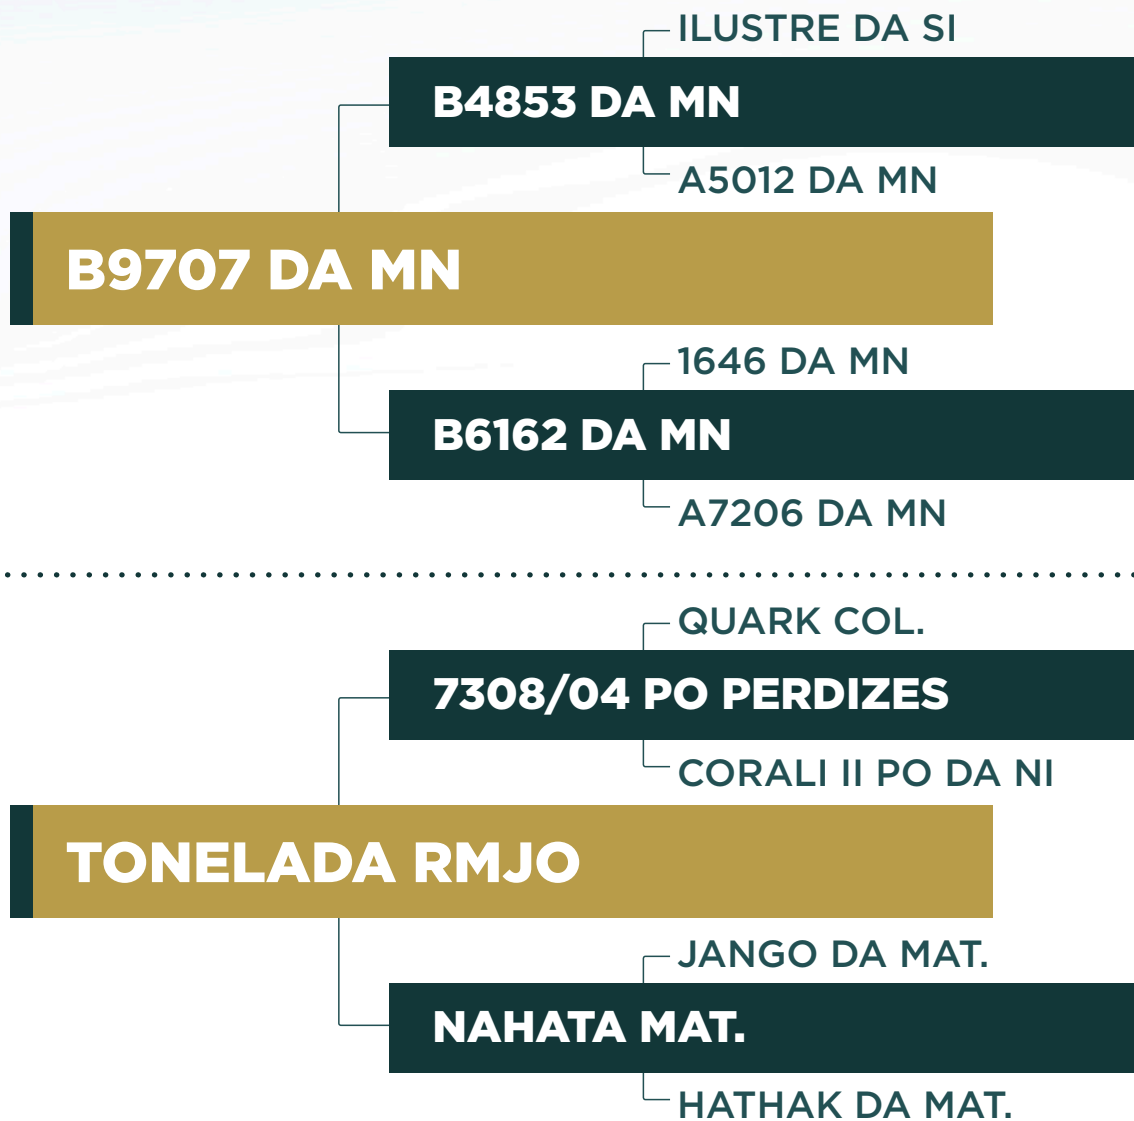 ILUSTRE DA SI
B4853 DA MN
A5012 DA MN
B9707 DA MN
1646 DA MN
B6162 DA MN
A7206 DA MN
QUARK COL.
7308/04 PO PERDIZES
CORALI II PO DA NI
TONELADA RMJO
JANGO DA MAT.
NAHATA MAT.
HATHAK DA MAT.